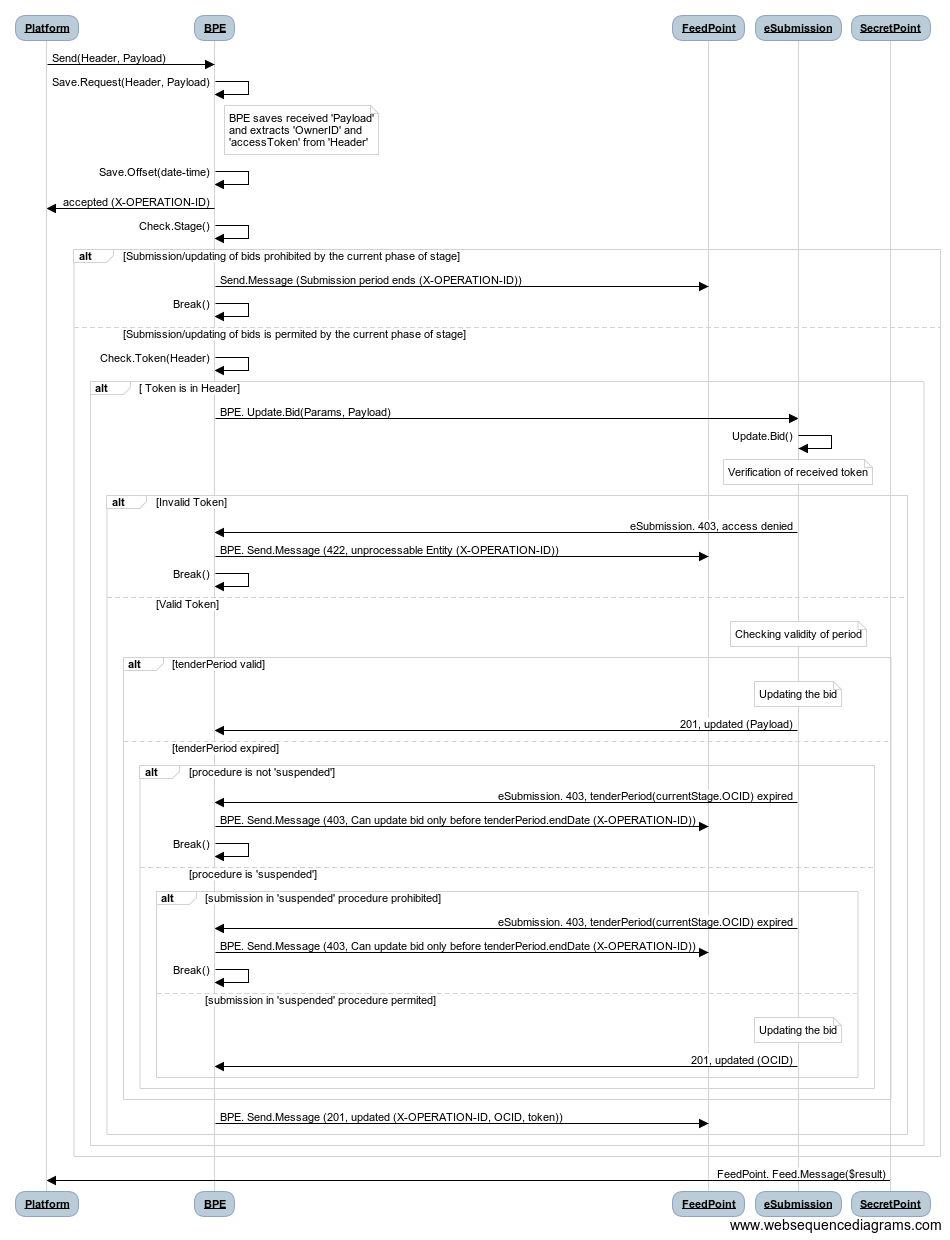 Platform
BPE
FeedPoint
eSubmission
SecretPoint
Send(Header, Payload)
Save.Request(Header, Payload)
BPE saves received 'Payload'
and extracts 'OwnerID' and
'accessToken' from 'Header'
Save.Offset(date-time)
accepted (X-OPERATION-ID)
Check.Stage()
alt
[Submission/updating of bids prohibited by the current phase of stage]
Send.Message (Submission period ends (X-OPERATION-ID))
Break()
[Submission/updating of bids is permited by the current phase of stage]
Check.Token(Header)
alt
[ Token is in Header]
BPE. Update.Bid(Params, Payload)
Update.Bid()
Verification of received token
alt
[Invalid Token]
eSubmission. 403, access denied
BPE. Send.Message (422, unprocessable Entity (X-OPERATION-ID))
Break()
[Valid Token]
Checking validity of period
alt
[tenderPeriod valid]
Updating the bid
201, updated (Payload)
[tenderPeriod expired]
alt
[procedure is not 'suspended']
eSubmission. 403, tenderPeriod(currentStage.OCID) expired
BPE. Send.Message (403, Can update bid only before tenderPeriod.endDate (X-OPERATION-ID))
Break()
[procedure is 'suspended']
alt
[submission in 'suspended' procedure prohibited]
eSubmission. 403, tenderPeriod(currentStage.OCID) expired
BPE. Send.Message (403, Can update bid only before tenderPeriod.endDate (X-OPERATION-ID))
Break()
[submission in 'suspended' procedure permited]
Updating the bid
201, updated (OCID)
BPE. Send.Message (201, updated (X-OPERATION-ID, OCID, token))
FeedPoint. Feed.Message($result)
Platform
BPE
FeedPoint
eSubmission
SecretPoint
www.websequencediagrams.com